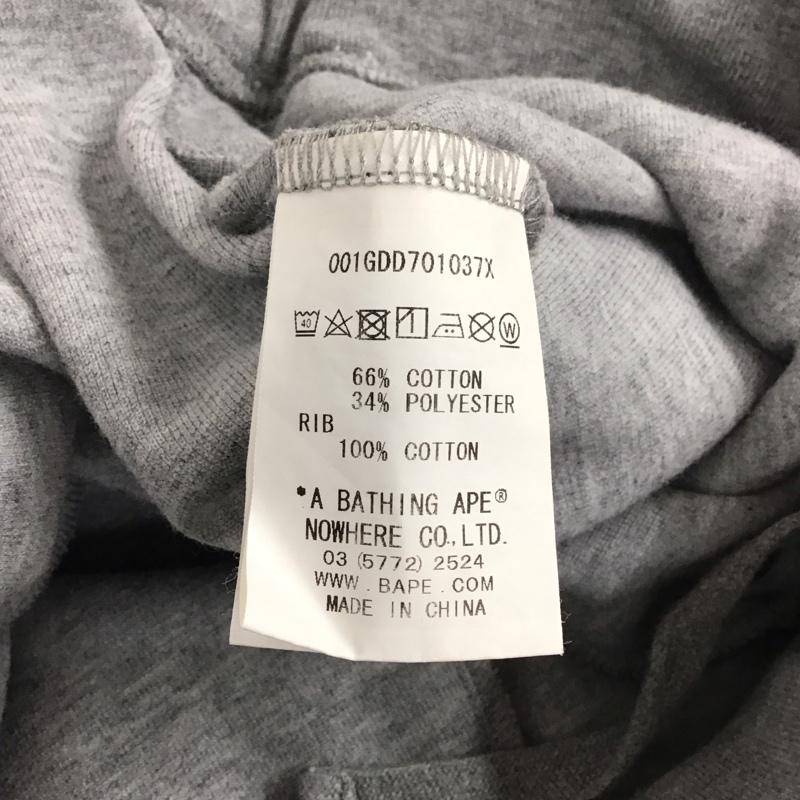 001GDD701037X
40 W
66% COTTON
34% POLYESTER
RIB
100% COTTON
*A BATHING APE®
NOWHERE CO.,LTD.
03 (5772) 2524
WWW.BAPE.COM
MADE IN CHINA